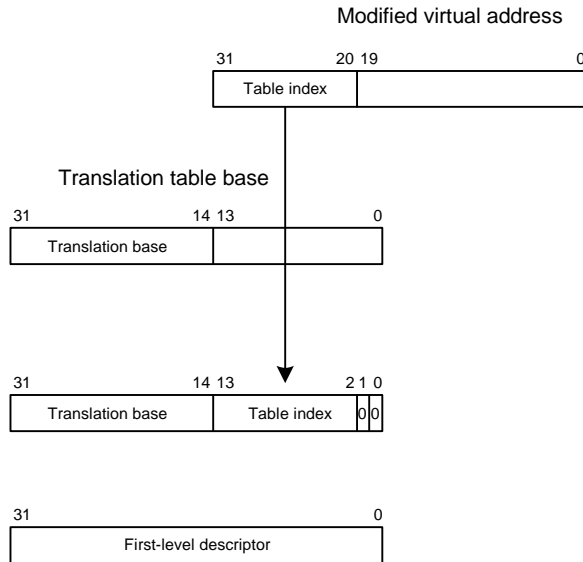 Modified virtual address
31 20 19 0
Table index
Translation table base
31 14 13 0
Translation base
31 14 13 2 1 0
Translation base Table index 0 0
31 0
First-level descriptor